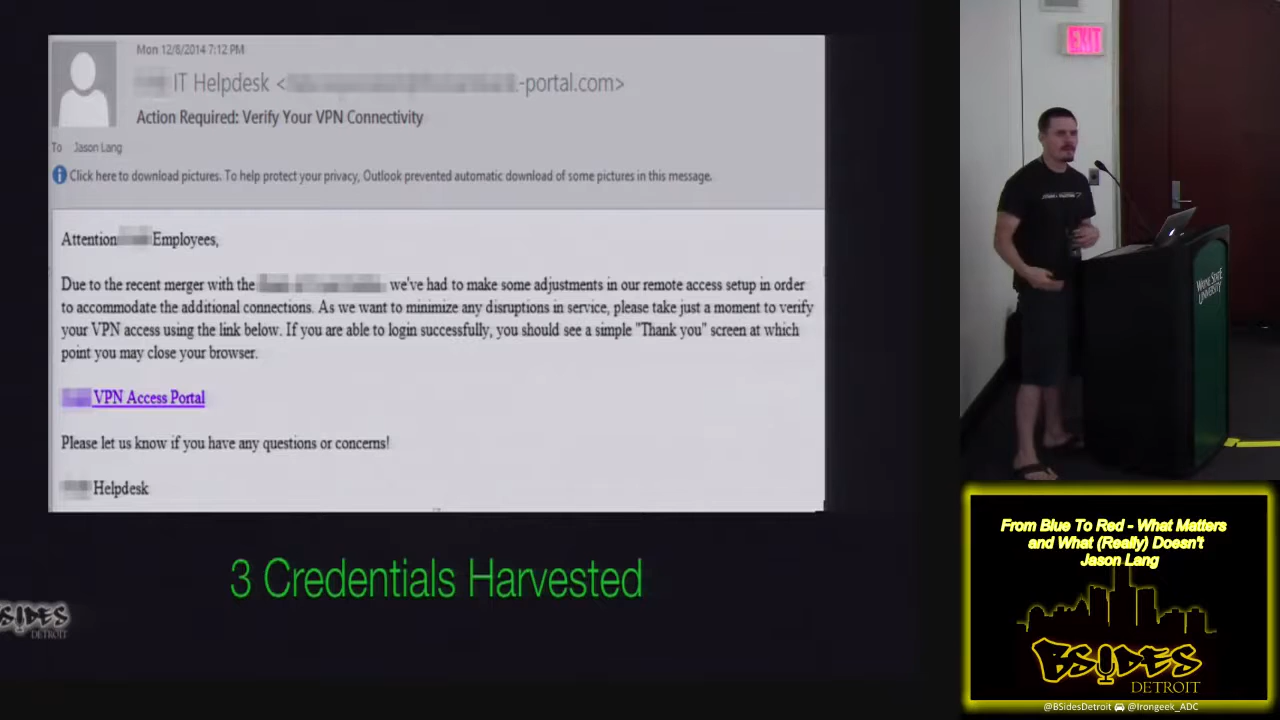 Mon 12/8/2014 7:12 PM
IT Helpdesk < -portal.com>
Action Required: Verify Your VPN Connectivity
To Jason Lang
Click here to download pictures. To help protect your privacy, Outlook prevented automatic download of some pictures in this message.
Attention Employees,
Due to the recent merger with the we've had to make some adjustments in our remote access setup in order
to accommodate the additional connections. As we want to minimize any disruptions in service, please take just a moment to verify
your VPN access using the link below. If you are able to login successfully, you should see a simple "Thank you" screen at which
point you may close your browser.
VPN Access Portal
Please let us know if you have any questions or concerns!
Helpdesk
3 Credentials Harvested
BSIDES
DETROIT
EXIT
WAYNE STATE
UNIVERSITY
From Blue To Red - What Matters
and What (Really) Doesn't
Jason Lang
BSIDES
DETROIT
@BSidesDetroit @Irongeek_ADC